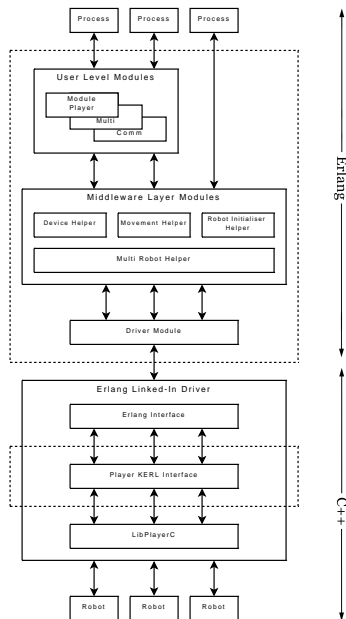 Process Process Process
User Level Modules
Module
Player
Multi
Comm
Middleware Layer Modules
Device Helper Movement Helper Robot Initialiser
Helper
Multi Robot Helper
Driver Module
Erlang
Erlang Linked-In Driver
Erlang Interface
Player KERL Interface
LibPlayerC
C++
Robot Robot Robot